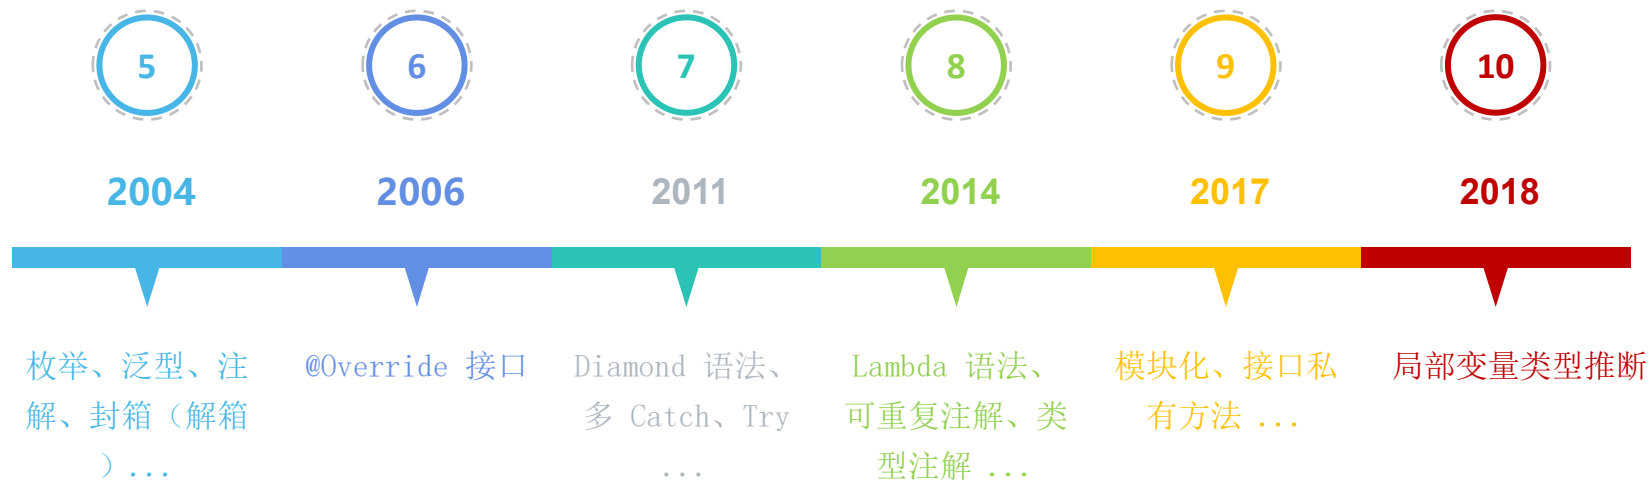 5
6
7
8
9
10
2004
2006
2011
2014
2017
2018
枚举、泛型、注
解、封箱（解箱
）...
@Override 接口
Diamond 语法、
多 Catch、Try
...
Lambda 语法、
可重复注解、类
型注解 ...
模块化、接口私
有方法 ...
局部变量类型推断